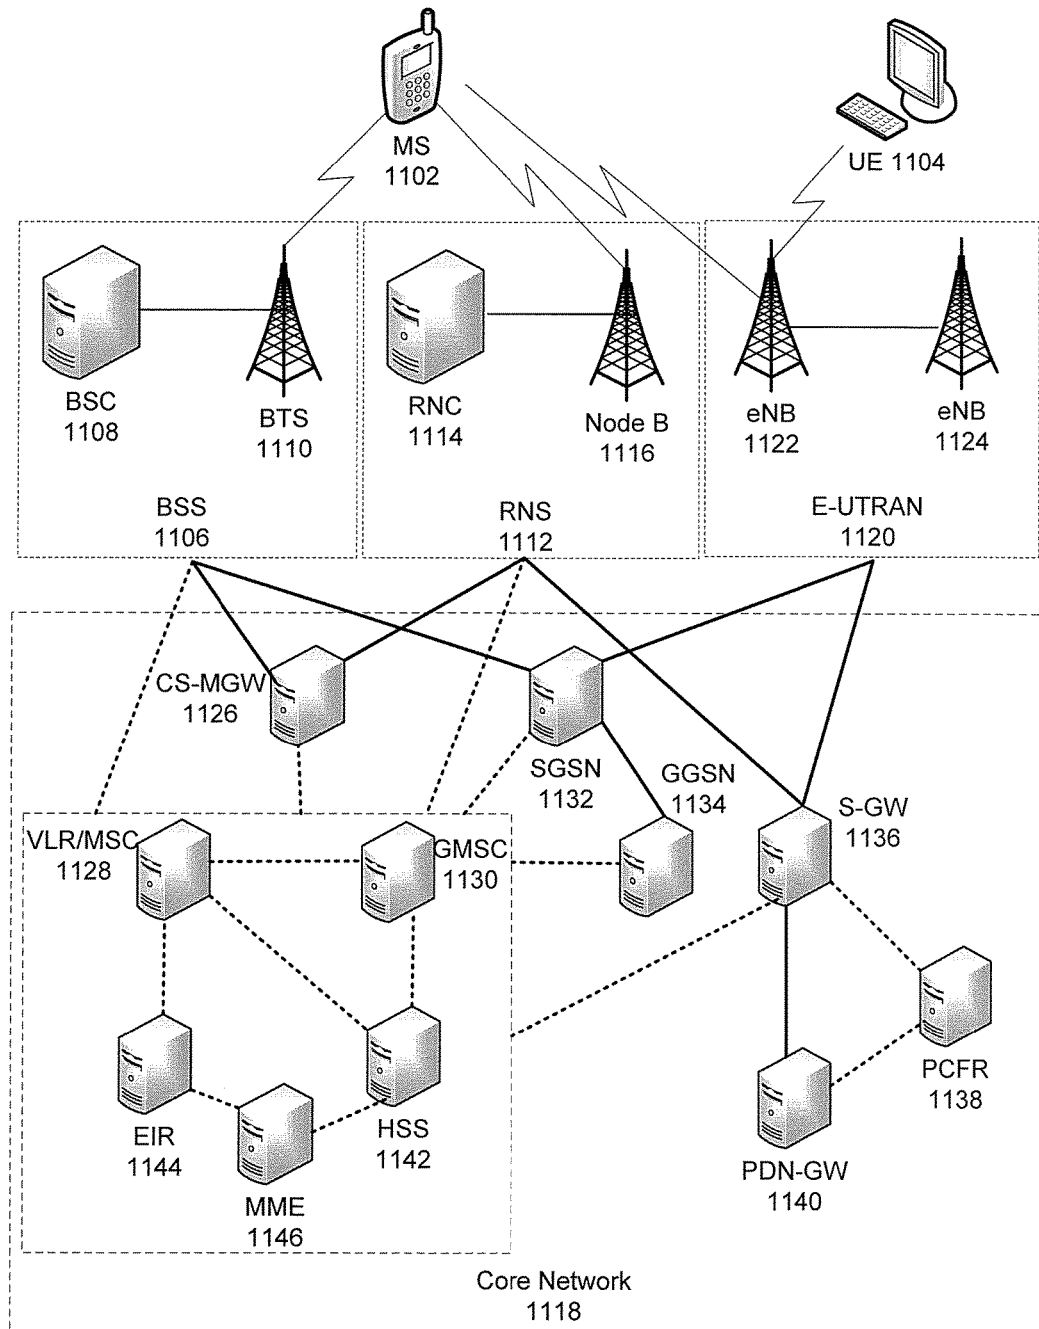 MS
1102
UE 1104
BSC
1108
BTS
1110
RNC
1114
Node B
1116
eNB
1122
eNB
1124
BSS
1106
RNS
1112
E-UTRAN
1120
CS-MGW
1126
SGSN
1132
GGSN
1134
S-GW
1136
VLR/MSC
1128
GMSC
1130
PCFR
1138
EIR
1144
HSS
1142
PDN-GW
1140
MME
1146
Core Network
1118